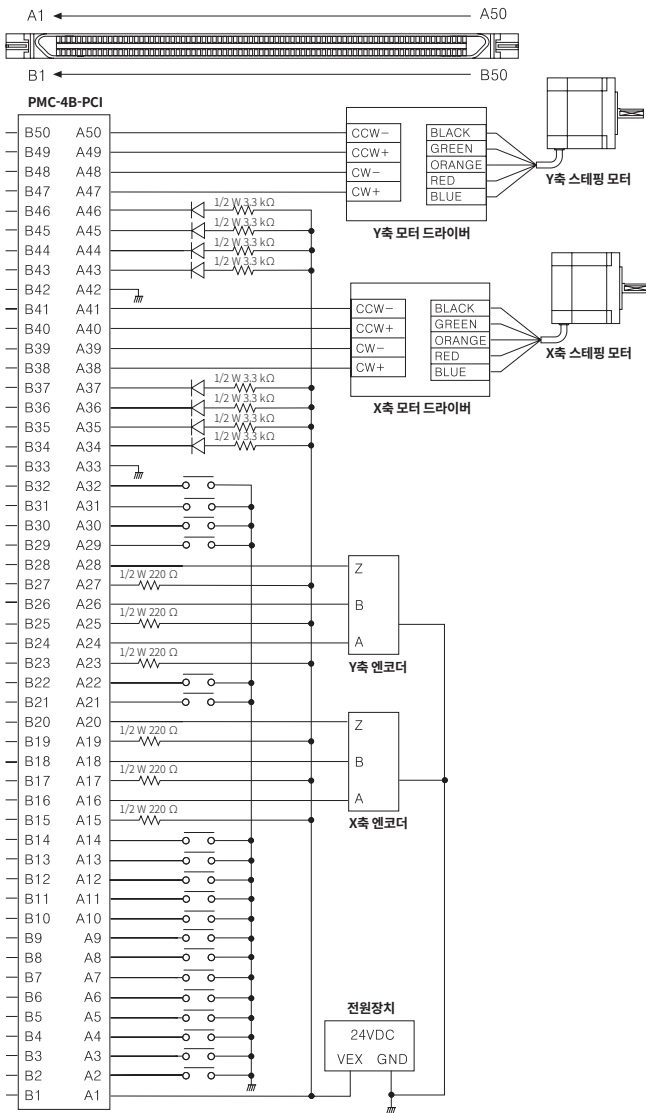 A1 A50
B1 B50
PMC-4B-PCI
B50 A50 CCW− BLACK
B49 A49 CCW+ GREEN
B48 A48 CW− ORANGE
B47 A47 CW+ RED
BLUE
Y축 스테핑 모터
Y축 모터 드라이버
B46 A46 1/2 W 3.3 kΩ
B45 A45 1/2 W 3.3 kΩ
B44 A44 1/2 W 3.3 kΩ
B43 A43 1/2 W 3.3 kΩ
B42 A42
B41 A41 CCW− BLACK
B40 A40 CCW+ GREEN
B39 A39 CW− ORANGE
B38 A38 CW+ RED
BLUE
X축 스테핑 모터
X축 모터 드라이버
B37 A37 1/2 W 3.3 kΩ
B36 A36 1/2 W 3.3 kΩ
B35 A35 1/2 W 3.3 kΩ
B34 A34 1/2 W 3.3 kΩ
B33 A33
B32 A32
B31 A31
B30 A30
B29 A29
B28 A28 Z
B27 A27 1/2 W 220 Ω
B26 A26 B
B25 A25 1/2 W 220 Ω
B24 A24 A
B23 A23 1/2 W 220 Ω
Y축 엔코더
B22 A22
B21 A21
B20 A20 Z
B19 A19 1/2 W 220 Ω
B18 A18 B
B17 A17 1/2 W 220 Ω
B16 A16 A
B15 A15 1/2 W 220 Ω
X축 엔코더
B14 A14
B13 A13
B12 A12
B11 A11
B10 A10
B9 A9
B8 A8
B7 A7
B6 A6
B5 A5
B4 A4
B3 A3
B2 A2
B1 A1
전원장치
24VDC
VEX GND